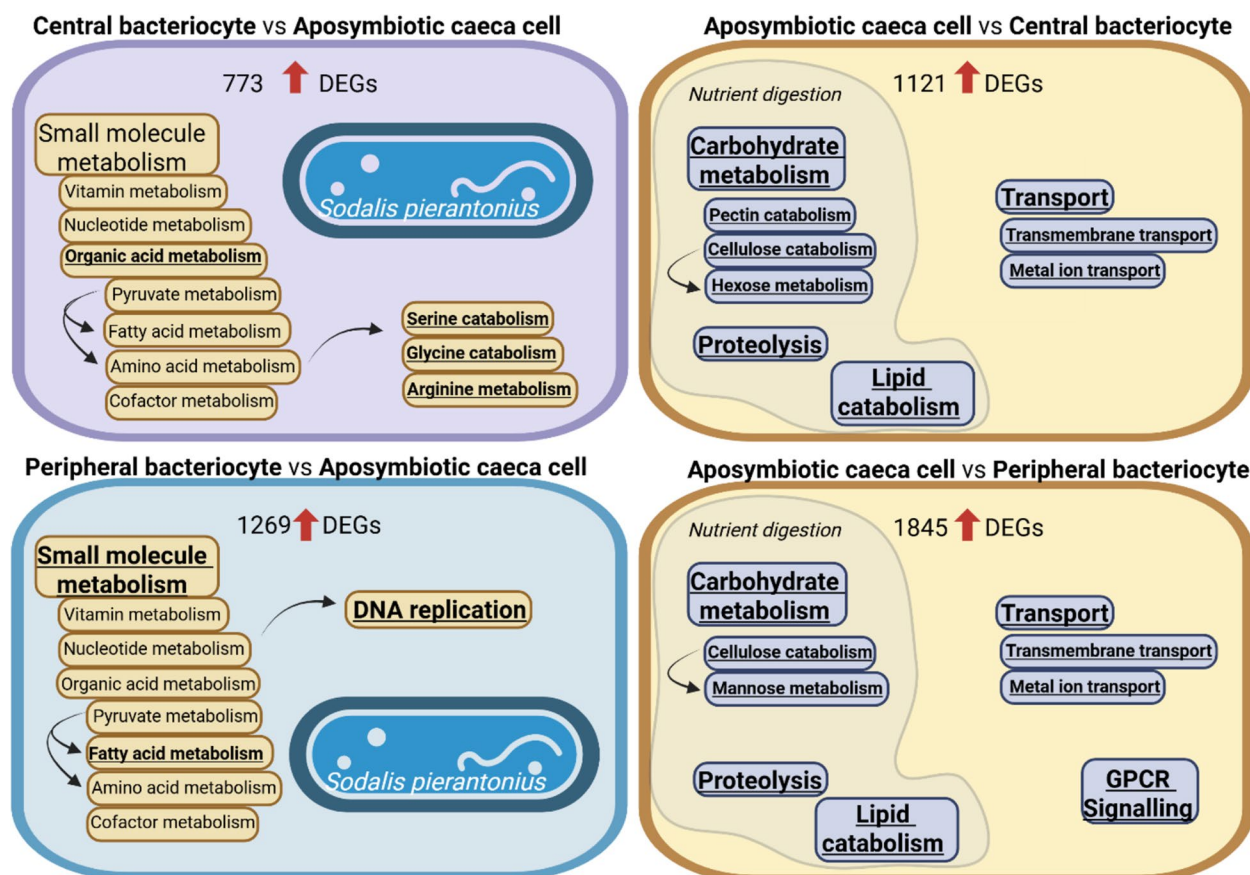 Central bacteriocyte vs Aposymbiotic caeca cell
773 DEGs
Small molecule
metabolism
Vitamin metabolism
Nucleotide metabolism
Organic acid metabolism
Pyruvate metabolism
Fatty acid metabolism
Amino acid metabolism
Cofactor metabolism
Sodalis pierantonius
Serine catabolism
Glycine catabolism
Arginine metabolism
Aposymbiotic caeca cell vs Central bacteriocyte
1121 DEGs
Nutrient digestion
Carbohydrate
metabolism
Pectin catabolism
Cellulose catabolism
Hexose metabolism
Proteolysis
Lipid
catabolism
Transport
Transmembrane transport
Metal ion transport
Peripheral bacteriocyte vs Aposymbiotic caeca cell
1269 DEGs
Small molecule
metabolism
Vitamin metabolism
Nucleotide metabolism
Organic acid metabolism
Pyruvate metabolism
Fatty acid metabolism
Amino acid metabolism
Cofactor metabolism
DNA replication
Sodalis pierantonius
Aposymbiotic caeca cell vs Peripheral bacteriocyte
1845 DEGs
Nutrient digestion
Carbohydrate
metabolism
Cellulose catabolism
Mannose metabolism
Proteolysis
Lipid
catabolism
Transport
Transmembrane transport
Metal ion transport
GPCR
Signalling